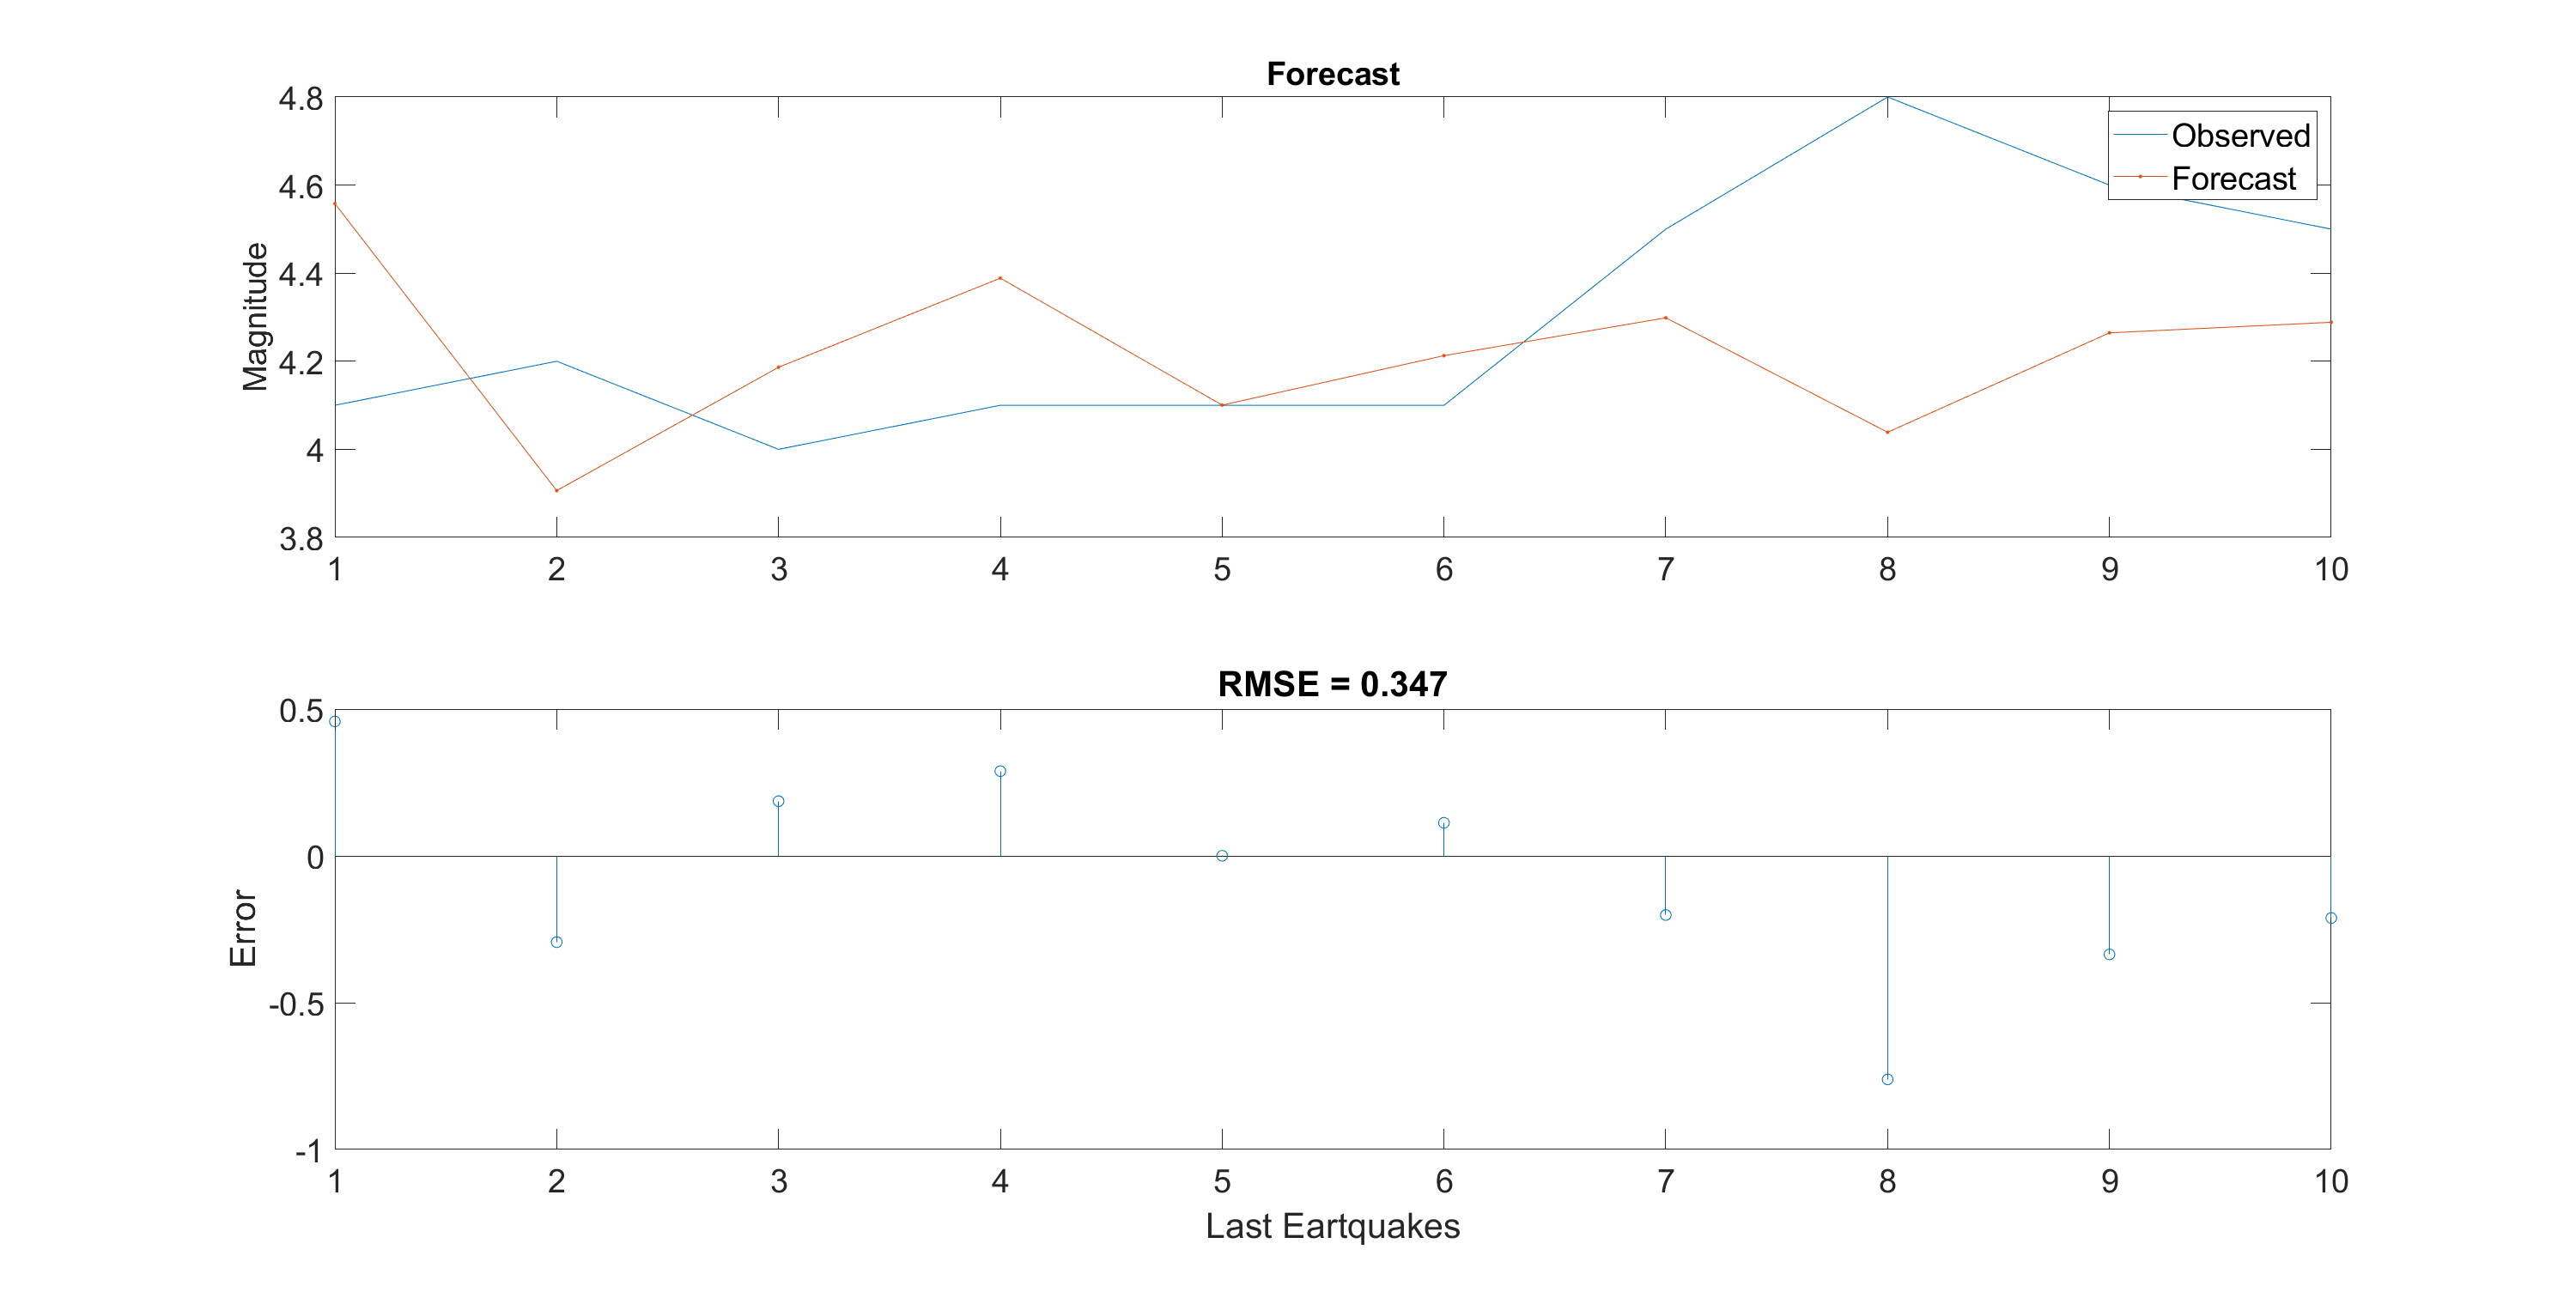 Forecast
4.8
4.6
4.4
4.2
4
3.8
Magnitude
Observed
Forecast
1 2 3 4 5 6 7 8 9 10
RMSE = 0.347
0.5
0
-0.5
-1
Error
1 2 3 4 5 6 7 8 9 10
Last Eartquakes